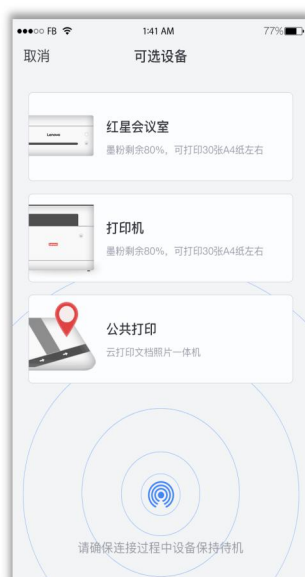 FB 1:41 AM 77%
取消 可选设备
Lenovo
红星会议室
墨粉剩余80%，可打印30张A4纸左右
打印机
墨粉剩余80%，可打印30张A4纸左右
公共打印
云打印文档照片一体机
请确保连接过程中设备保持待机